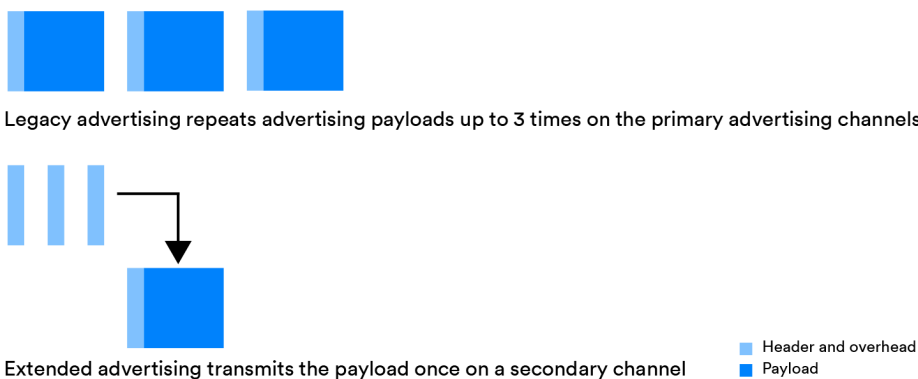 Legacy advertising repeats advertising payloads up to 3 times on the primary advertising channels
Extended advertising transmits the payload once on a secondary channel
Header and overhead
Payload